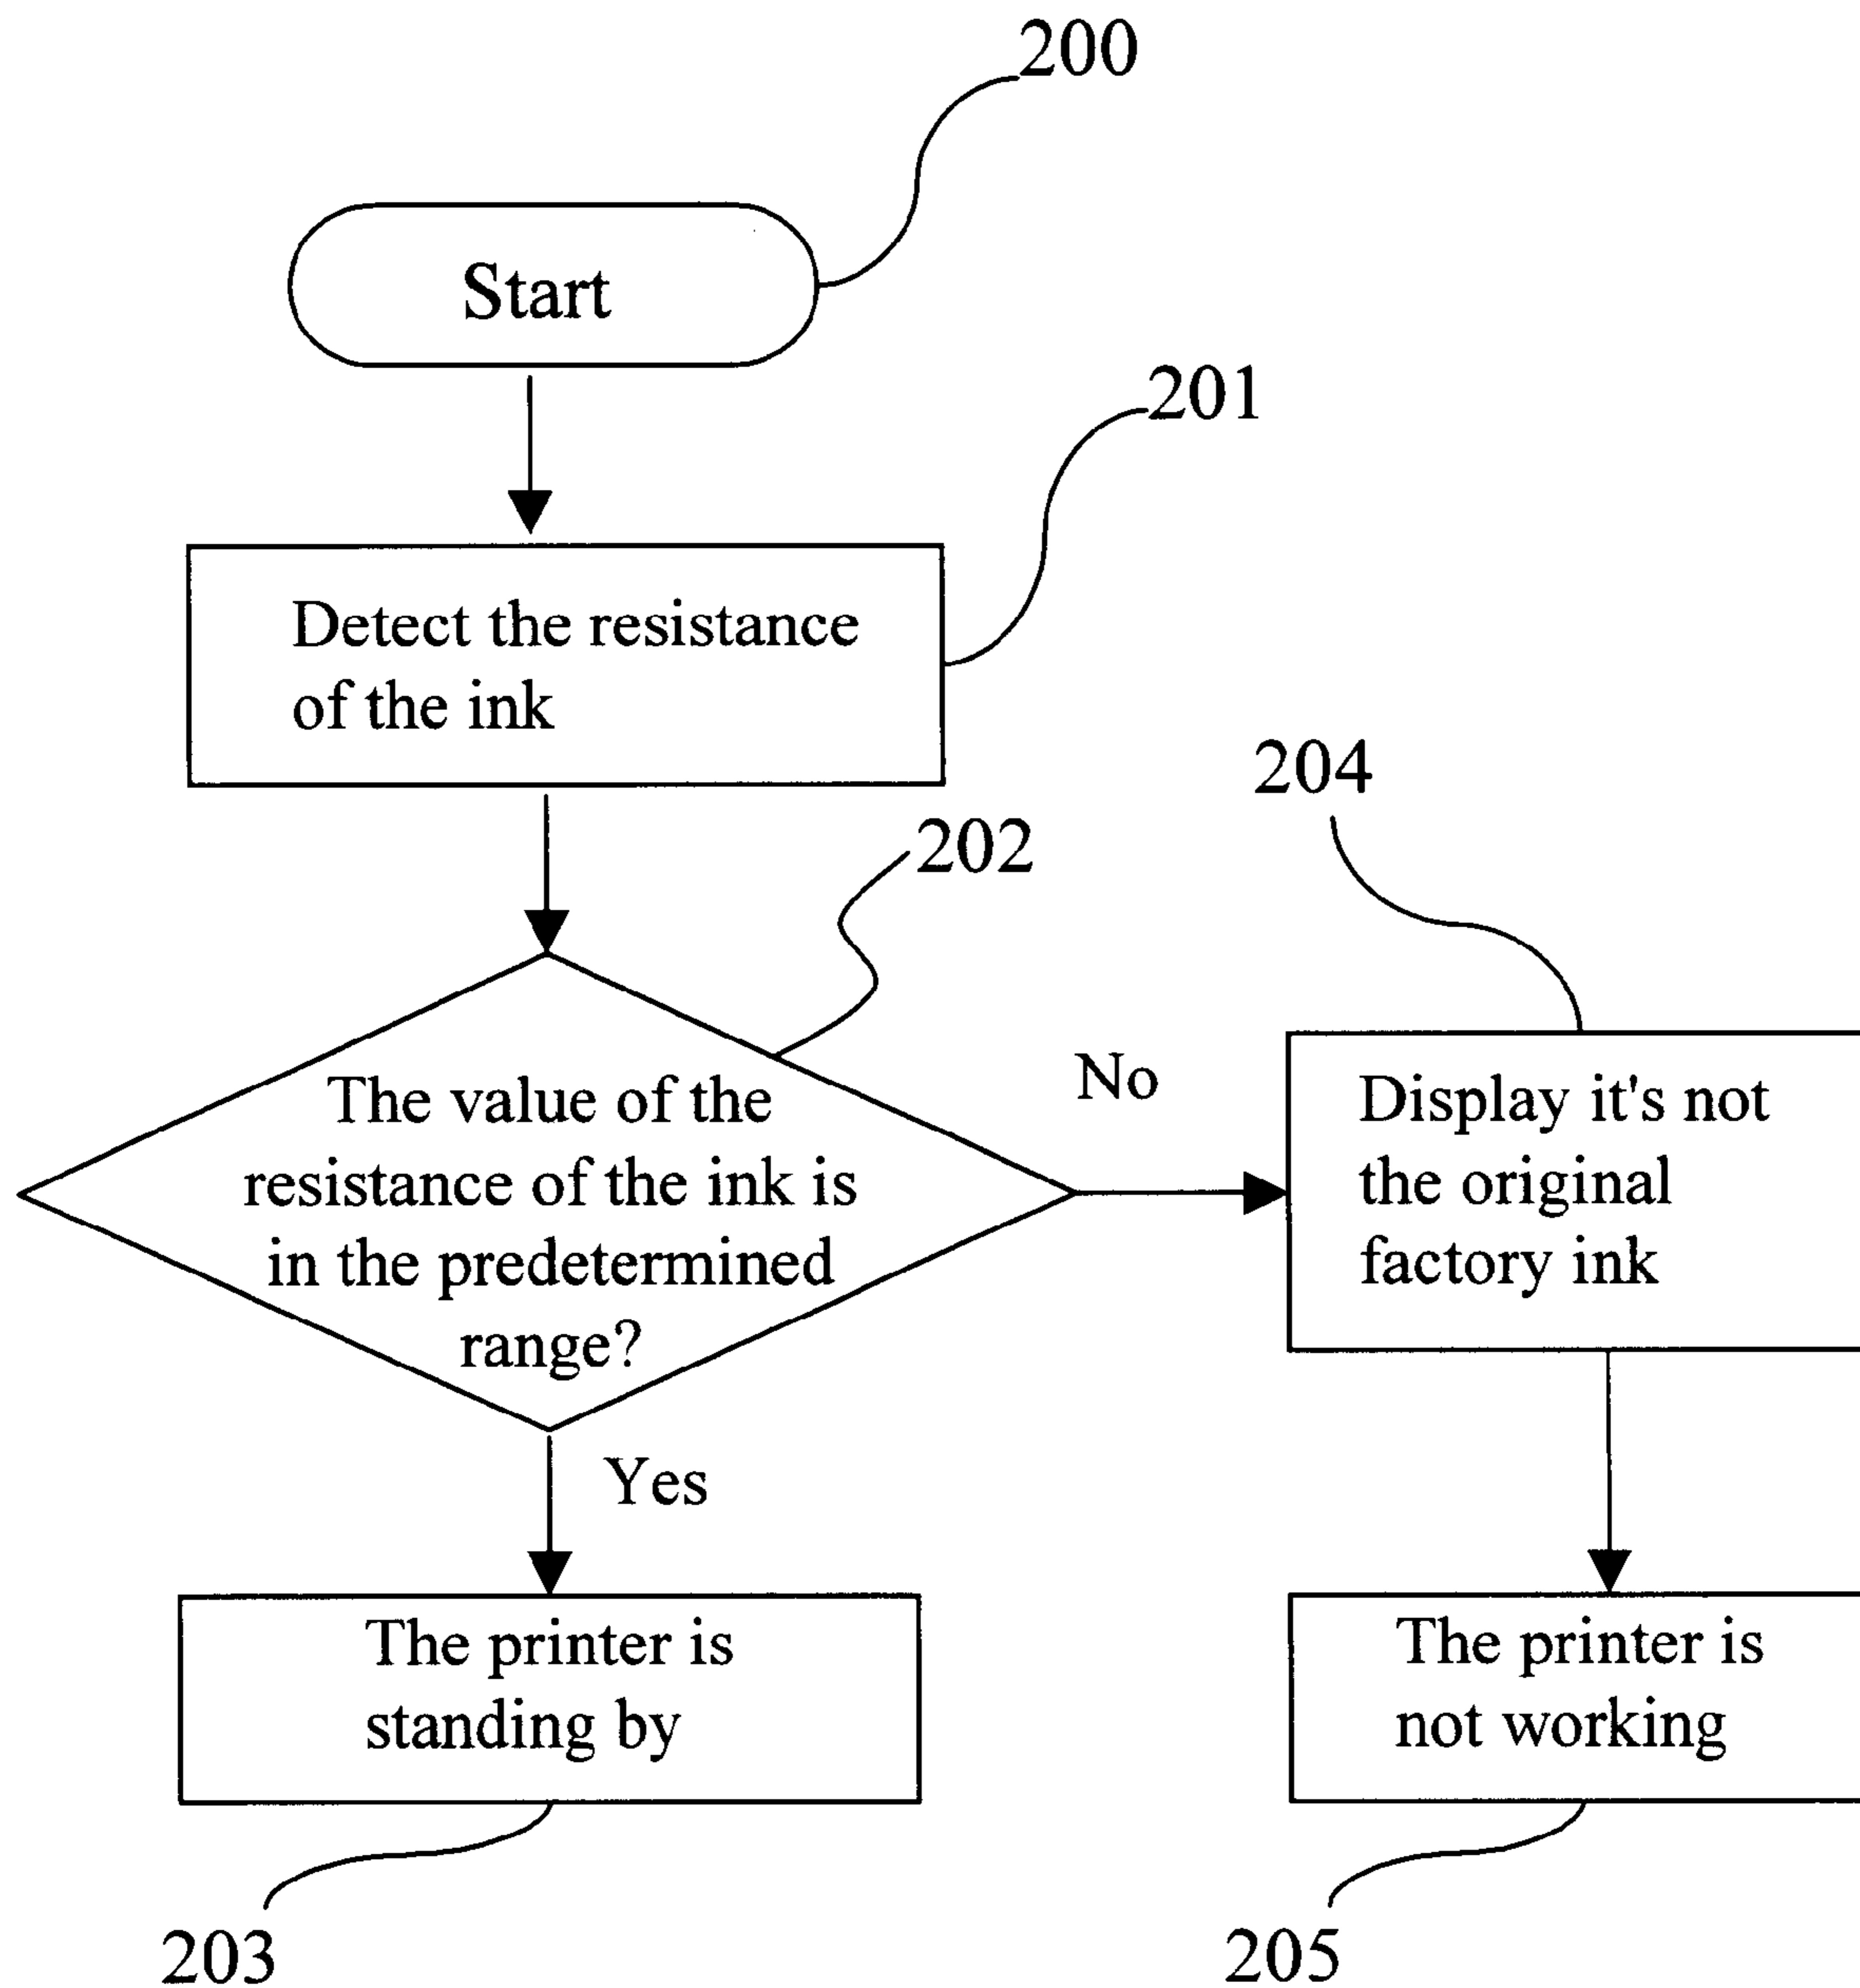 200
Start
201
Detect the resistance
of the ink
204
202
No
The value of the
resistance of the ink is
in the predetermined
range?
Display it's not
the original
factory ink
Yes
The printer is
standing by
The printer is
not working
203
205